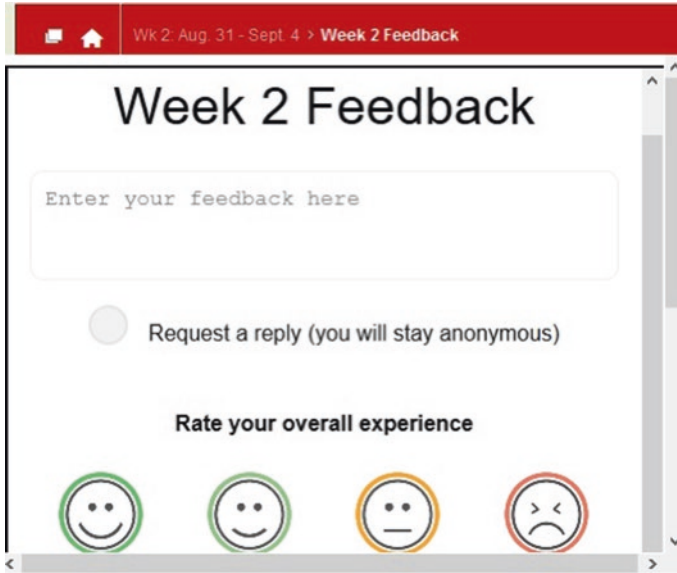 Wk 2: Aug. 31 - Sept. 4 > Week 2 Feedback
Week 2 Feedback
Enter your feedback here
Request a reply (you will stay anonymous)
Rate your overall experience